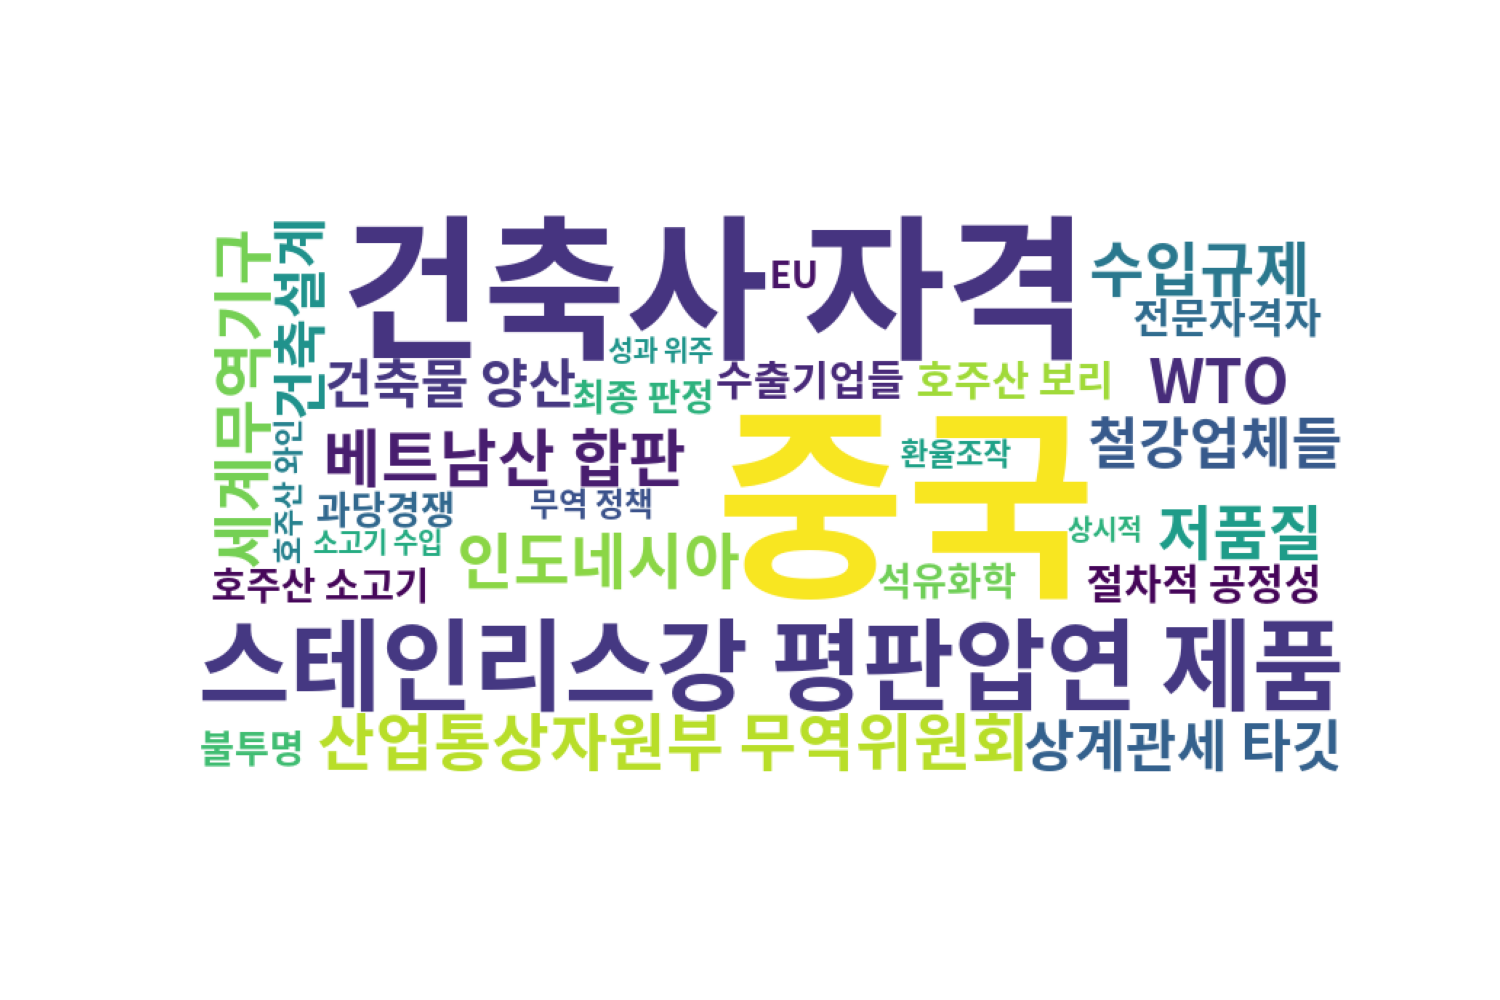 건축사 자격
EU
수입규제
전문자격자
세계무역기구
건축설계
성과 위주
건축물 양산
최종 판정
수출기업들
호주산 보리
WTO
베트남산 합판
중국
환율조작
철강업체들
호주산 와인
과당경쟁
무역 정책
상시적
저품질
소고기 수입
인도네시아
호주산 소고기
석유화학
절차적 공정성
스테인리스강 평판압연 제품
불투명
산업통상자원부 무역위원회
상계관세 타깃